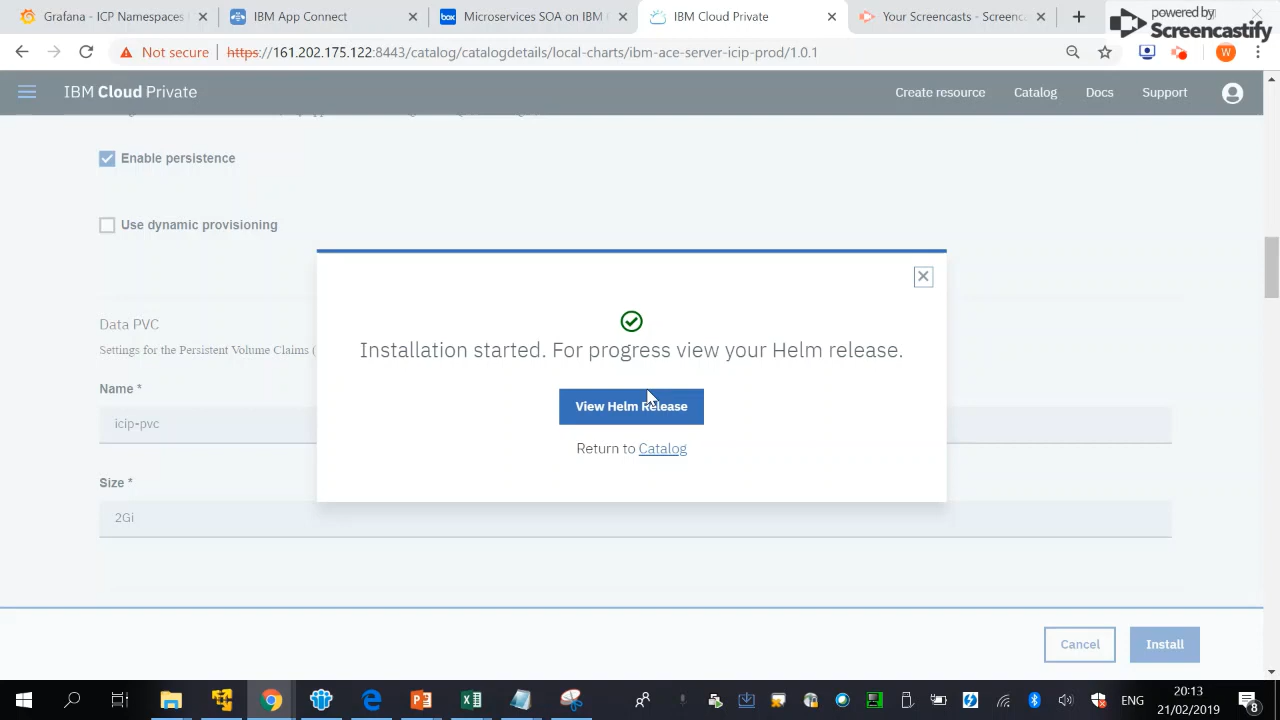 Grafana - ICP Namespaces
IBM App Connect
box
Microservices SOA on IBM
IBM Cloud Private
Your Screencasts - Screenc
powered by
Screencastify
Not secure
https://161.202.175.122:8443/catalog/catalogdetails/local-charts/ibm-ace-server-icip-prod/1.0.1
W
IBM Cloud Private
Create resource
Catalog
Docs
Support
Enable persistence
Use dynamic provisioning
Installation started. For progress view your Helm release.
View Helm Release
Return to Catalog
Data PVC
Settings for the Persistent Volume Claims (
Name *
icip-pvc
Size *
2Gi
Cancel
Install
ENG
20:13
21/02/2019
8